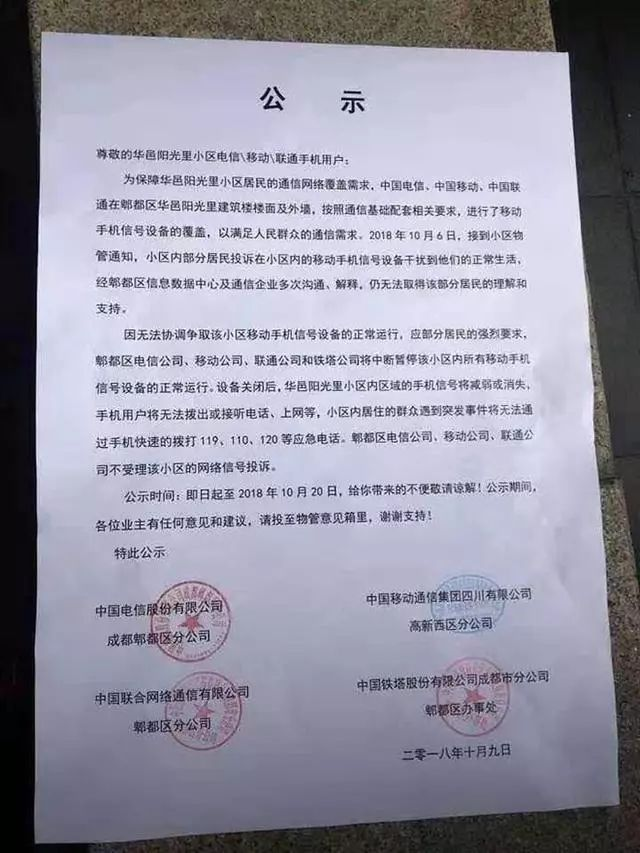 公 示
尊敬的华邑阳光里小区电信\移动\联通手机用户：
为保障华邑阳光里小区居民的通信网络覆盖需求，中国电信、中国移动、中国联
通在郫都区华邑阳光里建筑楼楼面及外墙，按照通信基础配套相关要求，进行了移动
手机信号设备的覆盖，以满足人民群众的通信需求。2018 年 10 月 6 日，接到小区物
管通知，小区内部分居民投诉在小区内的移动手机信号设备干扰到他们的正常生活，
经郫都区信息数据中心及通信企业多次沟通、解释，仍无法取得该部分居民的理解和
支持。
因无法协调争取该小区移动手机信号设备的正常运行，应部分居民的强烈要求，
郫都区电信公司、移动公司、联通公司和铁塔公司将中断暂停该小区内所有移动手机
信号设备的正常运行。设备关闭后，华邑阳光里小区内区域的手机信号将减弱或消失，
手机用户将无法拨出或接听电话、上网等，小区内居住的群众遇到突发事件将无法通
过手机快速的拨打 119、110、120 等应急电话。郫都区电信公司、移动公司、联通公
司不受理该小区的网络信号投诉。
公示时间：即日起至 2018 年 10 月 20 日，给你带来的不便敬请谅解！公示期间，
各位业主有任何意见和建议，请投至物管意见箱里，谢谢支持！
特此公示
中国电信股份有限公司
成都郫都区分公司
中国移动通信集团四川有限公司
高新西区分公司
中国联合网络通信有限公司
郫都区分公司
中国铁塔股份有限公司成都市分公司
郫都区办事处
二零一八年十月九日